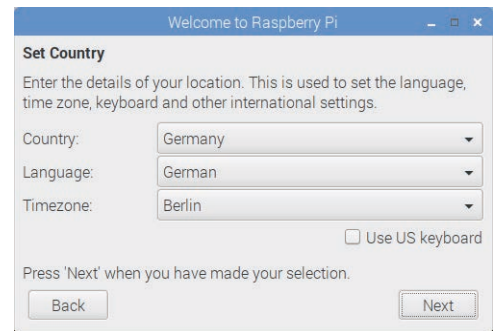 Welcome to Raspberry Pi
Set Country
Enter the details of your location. This is used to set the language,
time zone, keyboard and other international settings.
Country: Germany
Language: German
Timezone: Berlin
Use US keyboard
Press 'Next' when you have made your selection.
Back Next